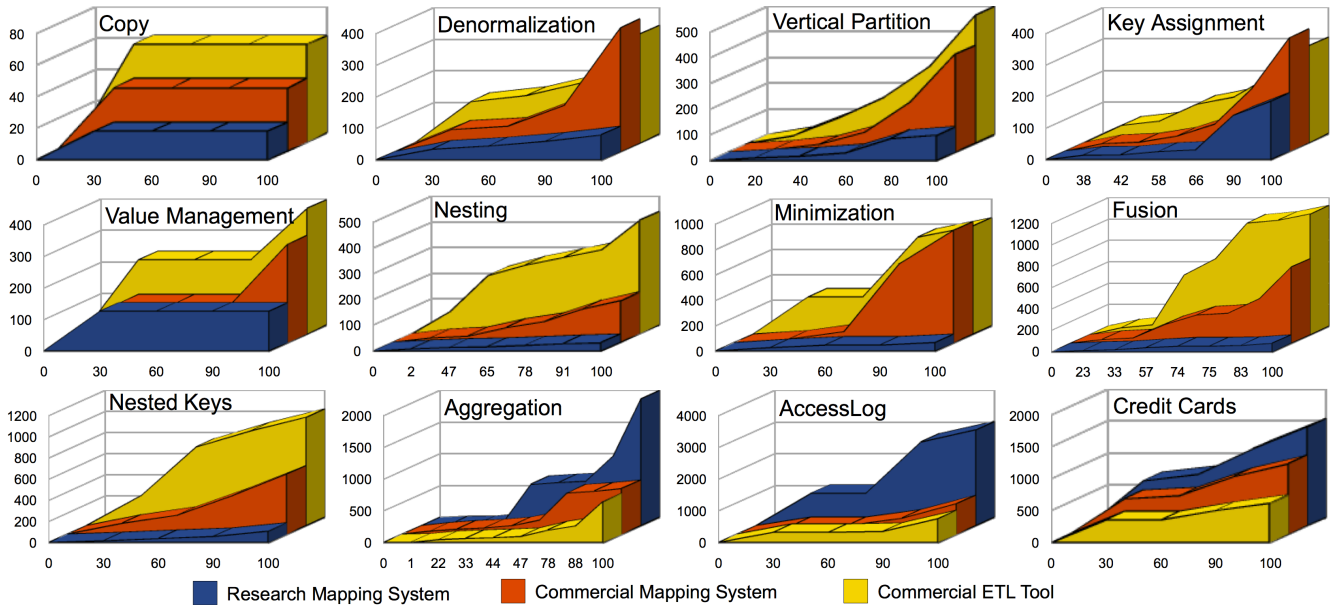 Copy
80
60
40
20
0
0 30 60 90 100
Denormalization
400
300
200
100
0
0 30 60 90 100
Vertical Partition
500
400
300
200
100
0
0 20 40 60 80 100
Key Assignment
400
300
200
100
0
0 38 42 58 66 90 100
Value Management
400
300
200
100
0
0 30 60 90 100
Nesting
500
400
300
200
100
0
0 2 47 65 78 91 100
Minimization
1000
800
600
400
200
0
0 30 60 90 100
Fusion
1200
1000
800
600
400
200
0
0 23 33 57 74 75 83 100
Nested Keys
1200
1000
800
600
400
200
0
0 30 60 90 100
Aggregation
2000
1500
1000
500
0
0 1 22 33 44 47 78 88 100
AccessLog
4000
3000
2000
1000
0
0 30 60 90 100
Credit Cards
2000
1500
1000
500
0
0 30 60 90 100
Research Mapping System
Commercial Mapping System
Commercial ETL Tool